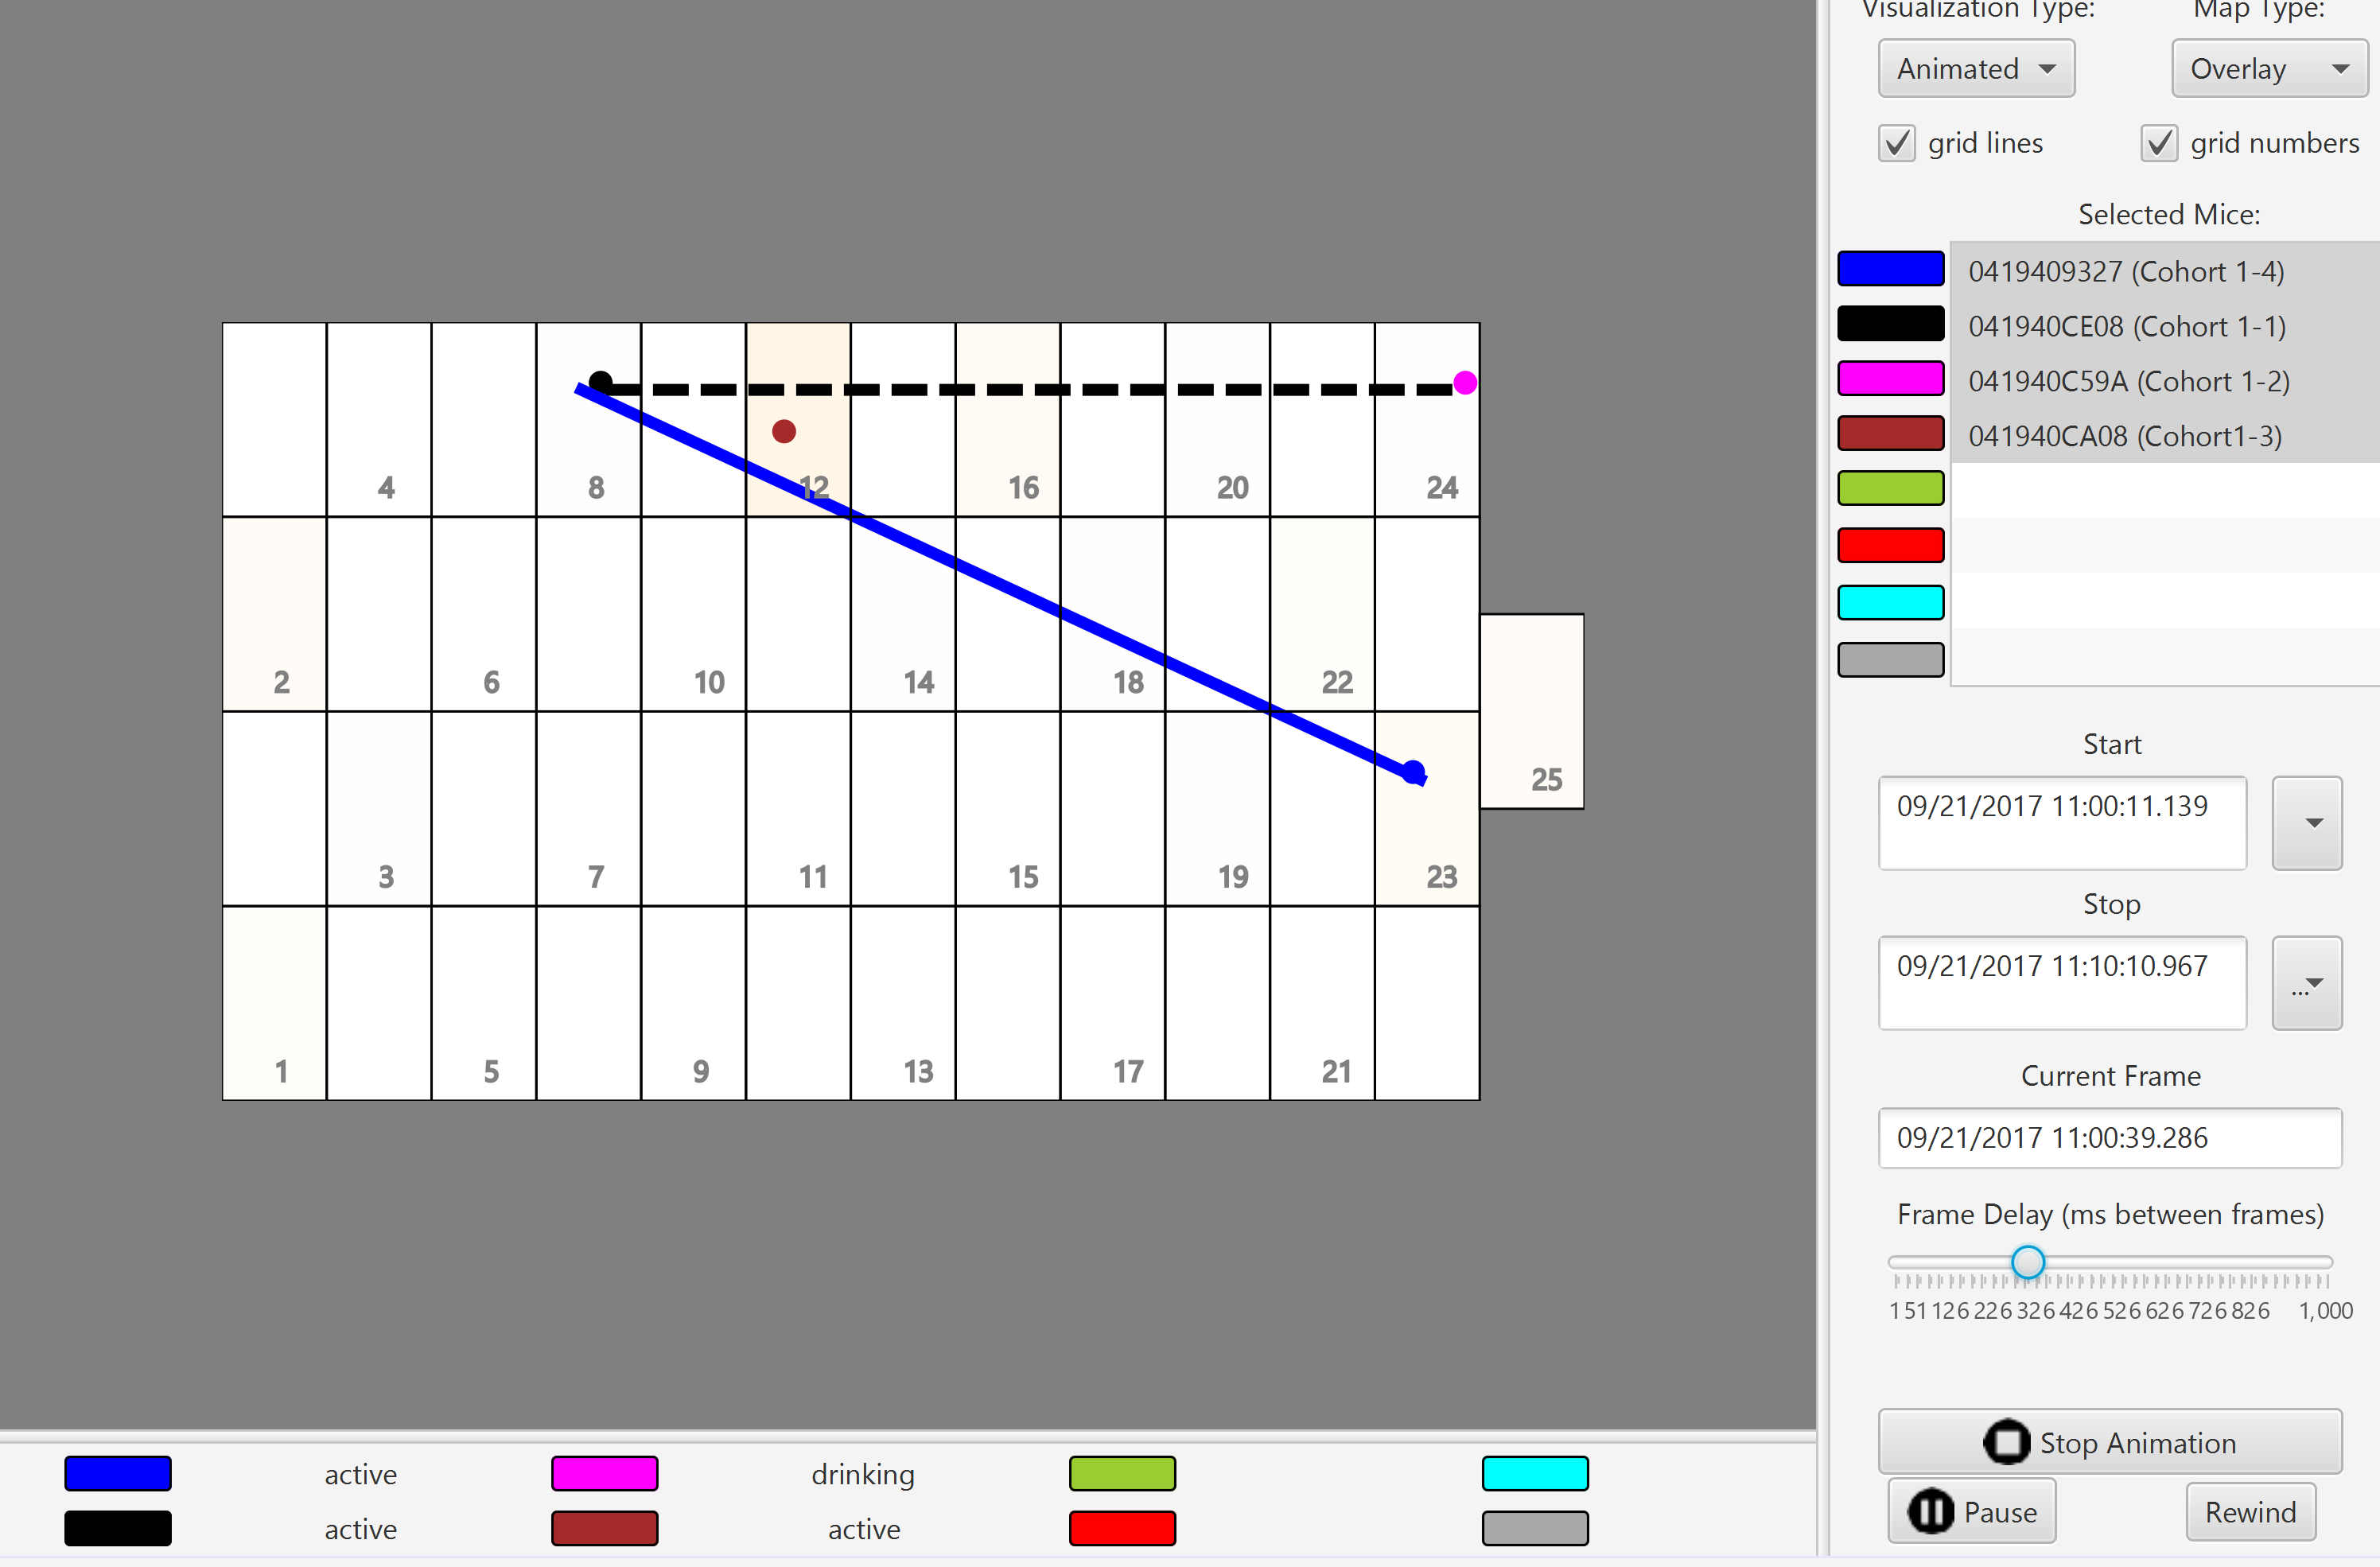 Visualization Type: Map Type:
Animated Overlay
grid lines grid numbers
Selected Mice:
0419409327 (Cohort 1-4)
041940CE08 (Cohort 1-1)
041940C59A (Cohort 1-2)
041940CA08 (Cohort1-3)
4 8 12 16 20 24
2 6 10 14 18 22
25
3 7 11 15 19 23
1 5 9 13 17 21
Start
09/21/2017 11:00:11.139
Stop
09/21/2017 11:10:10.967
...
Current Frame
09/21/2017 11:00:39.286
Frame Delay (ms between frames)
1 51 126 226 326 426 526 626 726 826 1,000
Stop Animation
Pause Rewind
active drinking
active active